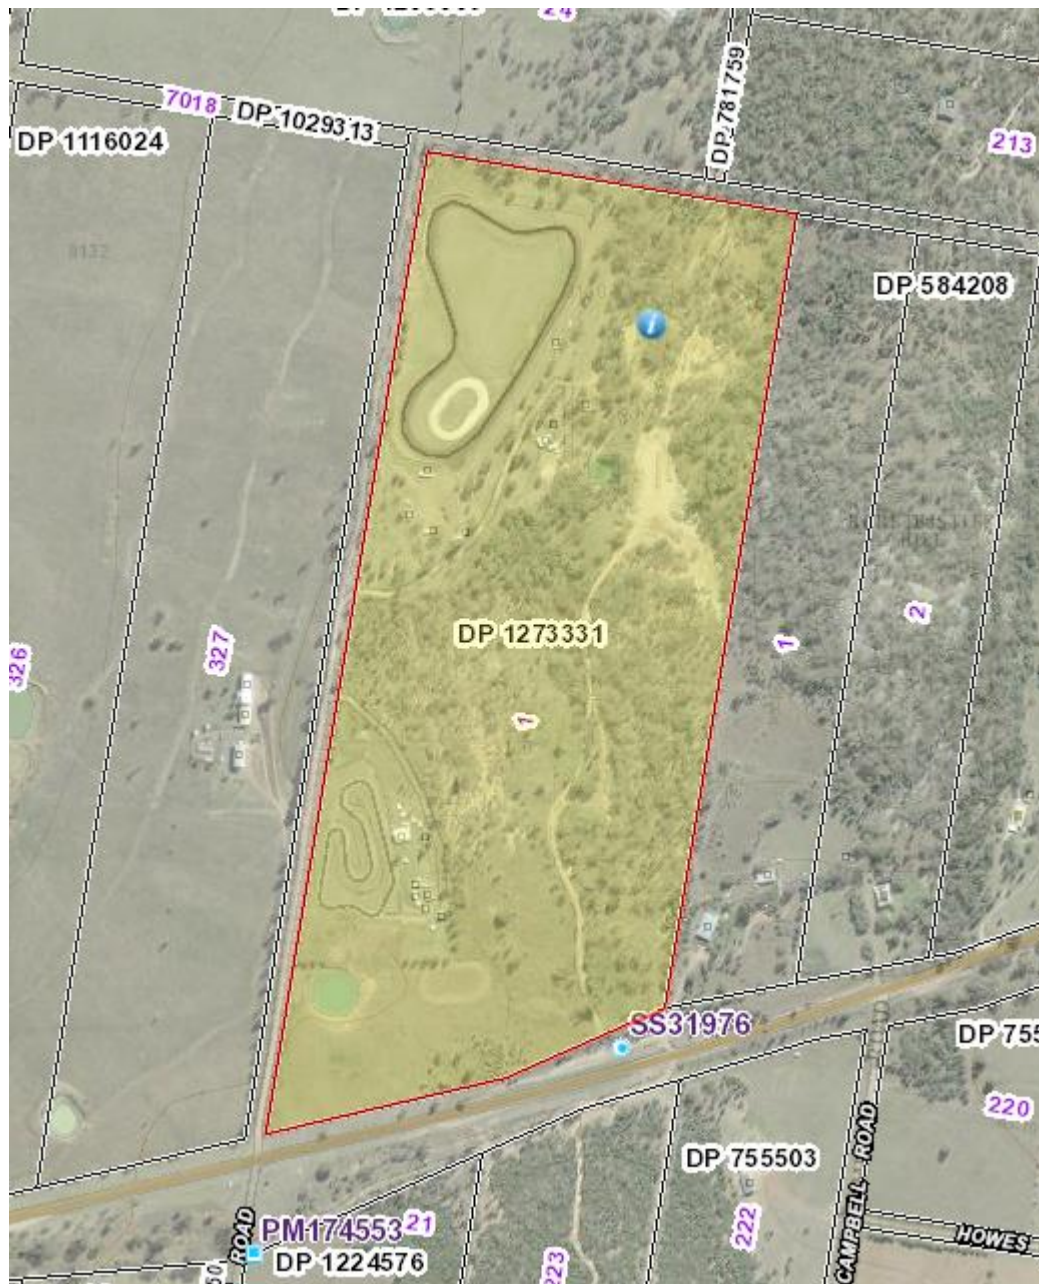 24
DP 781759
7018
DP 1029313
DP 1116024
213
8132
DP 584208
326
327
DP 1273331
1
1
2
SS31976
DP 755
220
DP 755503
CAMPBELL ROAD
ROAD
PM174553
21
DP 1224576
50
223
222
HOWES